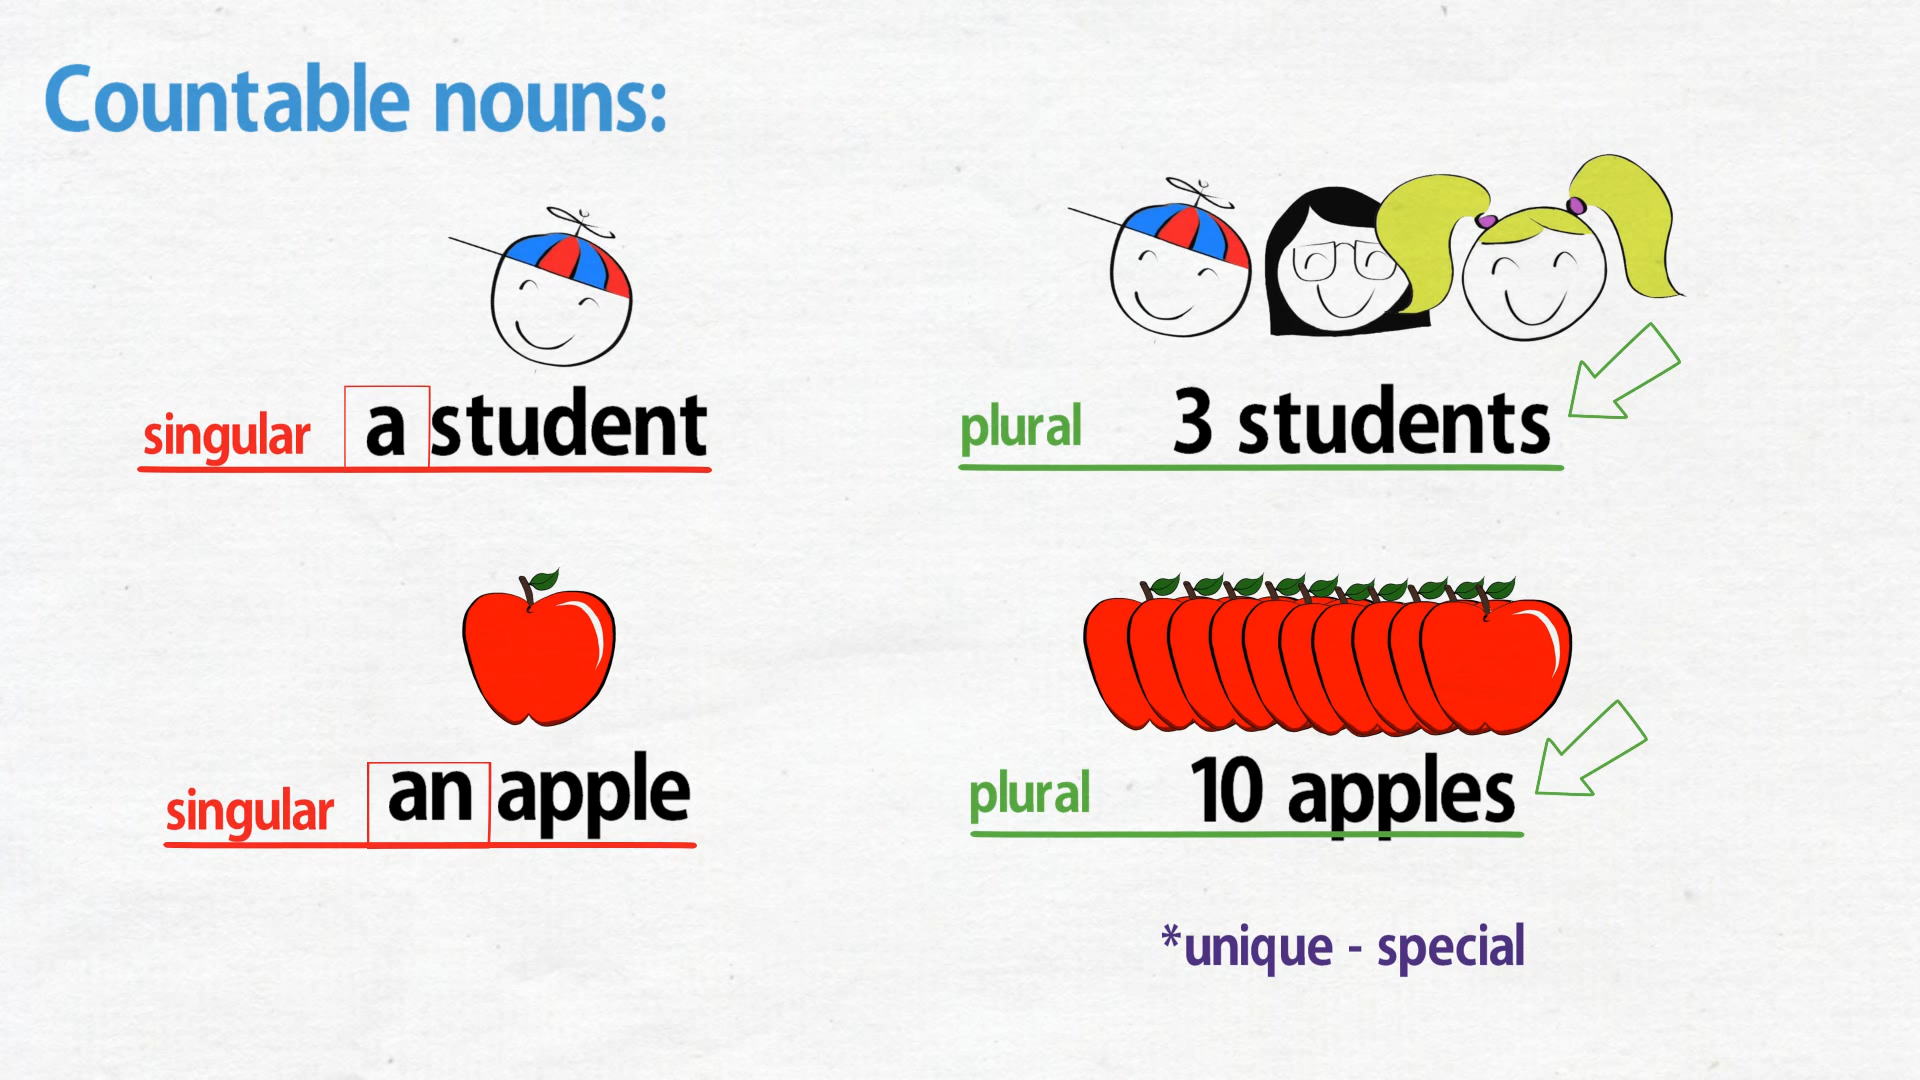 Countable nouns:
singular a student
plural 3 students
singular an apple
plural 10 apples
*unique - special